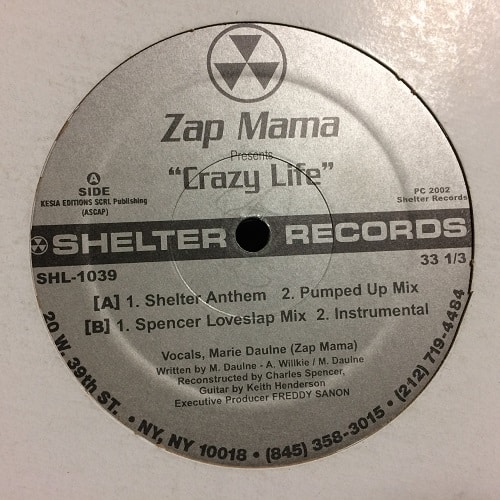 Zap Mama
Presents
"Crazy Life"
A
SIDE
KESIA EDITIONS SCRL Publishing
(ASCAP)
PC 2002
Shelter Records
SHELTER RECORDS
SHL-1039
33 1/3
[A] 1. Shelter Anthem 2. Pumped Up Mix
[B] 1. Spencer Loveslap Mix 2. Instrumental
Vocals, Marie Daulne (Zap Mama)
Written by M. Daulne - A. Willkie / M. Daulne
Reconstructed by Charles Spencer,
Guitar by Keith Henderson
Executive Producer FREDDY SANON
20 W. 39th ST. • NY, NY 10018 • (845) 358-3015 • (212) 719-4484